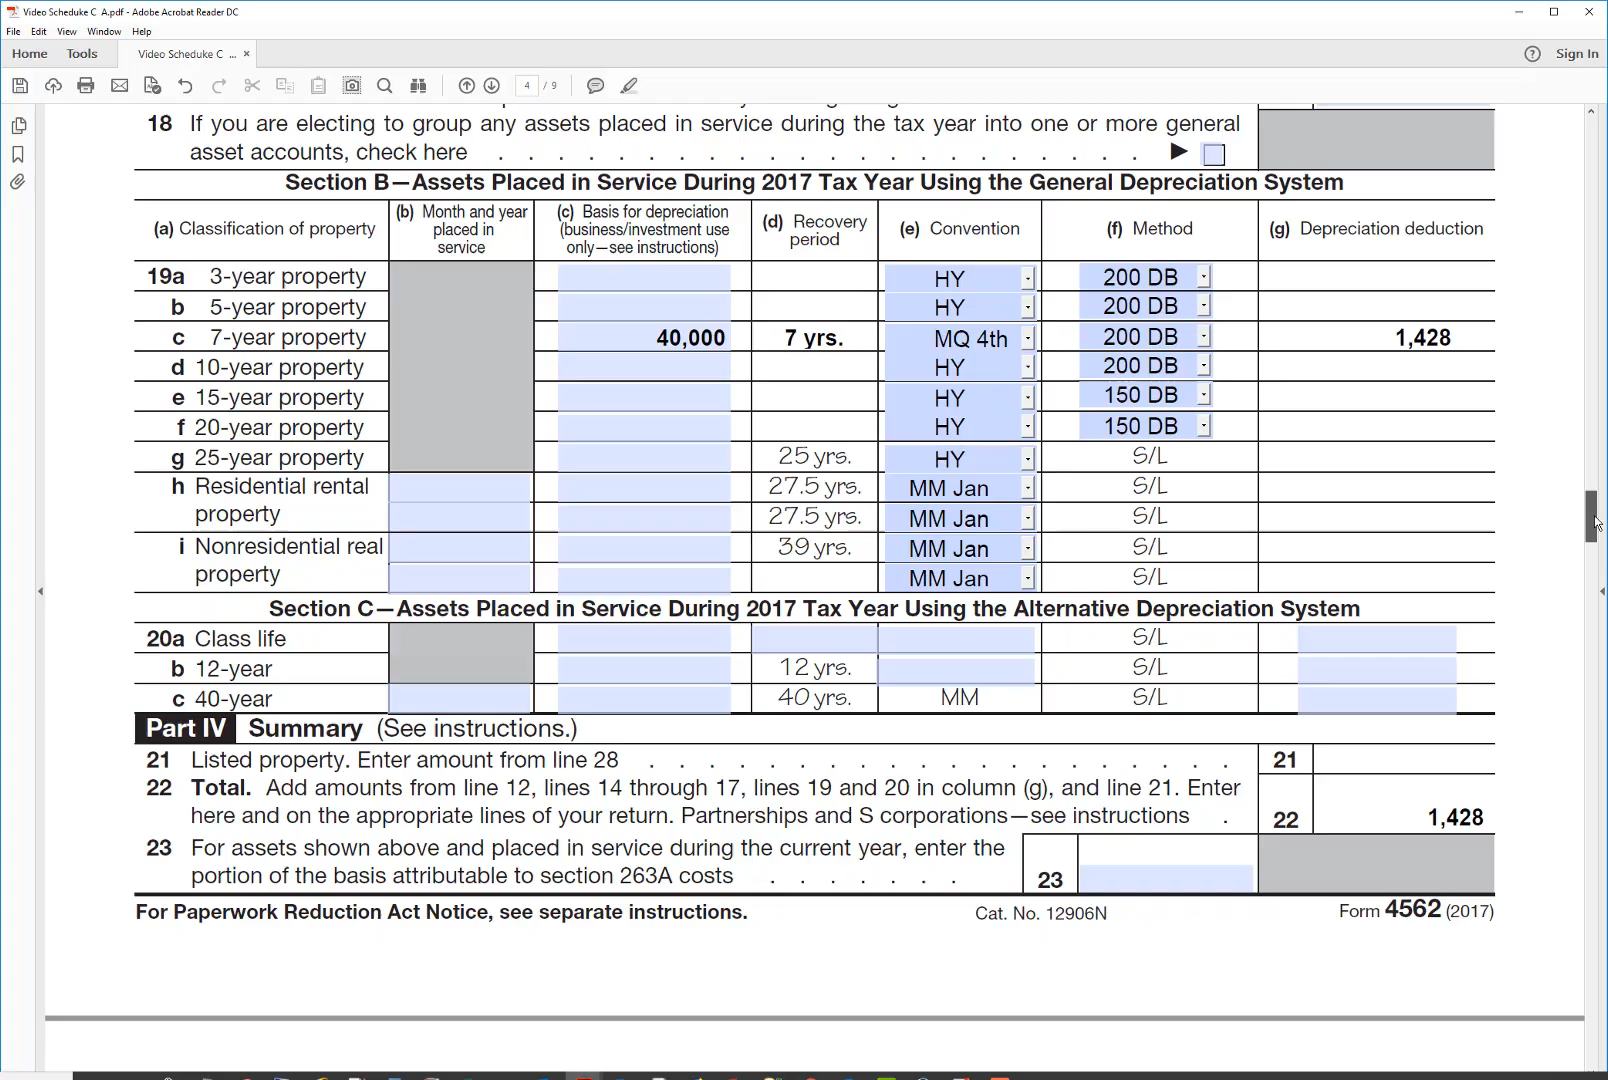 Video Scheduke C  A.pdf - Adobe Acrobat Reader DC
File Edit View Window Help
Home Tools Video Scheduke C ... × Sign In
4 / 9
18 If you are electing to group any assets placed in service during the tax year into one or more general
asset accounts, check here . . . . . . . . . . . . . . . . . . . . . ▶
Section B—Assets Placed in Service During 2017 Tax Year Using the General Depreciation System
(a) Classification of property
(b) Month and year
placed in
service
(c) Basis for depreciation
(business/investment use
only—see instructions)
(d) Recovery
period
(e) Convention
(f) Method
(g) Depreciation deduction
19a 3-year property HY 200 DB
b 5-year property HY 200 DB
c 7-year property 40,000 7 yrs. MQ 4th 200 DB 1,428
d 10-year property HY 200 DB
e 15-year property HY 150 DB
f 20-year property HY 150 DB
g 25-year property 25 yrs. HY S/L
h Residential rental 27.5 yrs. MM Jan S/L
property 27.5 yrs. MM Jan S/L
i Nonresidential real 39 yrs. MM Jan S/L
property MM Jan S/L
Section C—Assets Placed in Service During 2017 Tax Year Using the Alternative Depreciation System
20a Class life S/L
b 12-year 12 yrs. S/L
c 40-year 40 yrs. MM S/L
Part IV Summary (See instructions.)
21 Listed property. Enter amount from line 28 . . . . . . . . . . . . . . . . . . . 21
22 Total. Add amounts from line 12, lines 14 through 17, lines 19 and 20 in column (g), and line 21. Enter
here and on the appropriate lines of your return. Partnerships and S corporations—see instructions . 22 1,428
23 For assets shown above and placed in service during the current year, enter the
portion of the basis attributable to section 263A costs . . . . . . . 23
For Paperwork Reduction Act Notice, see separate instructions. Cat. No. 12906N Form 4562 (2017)